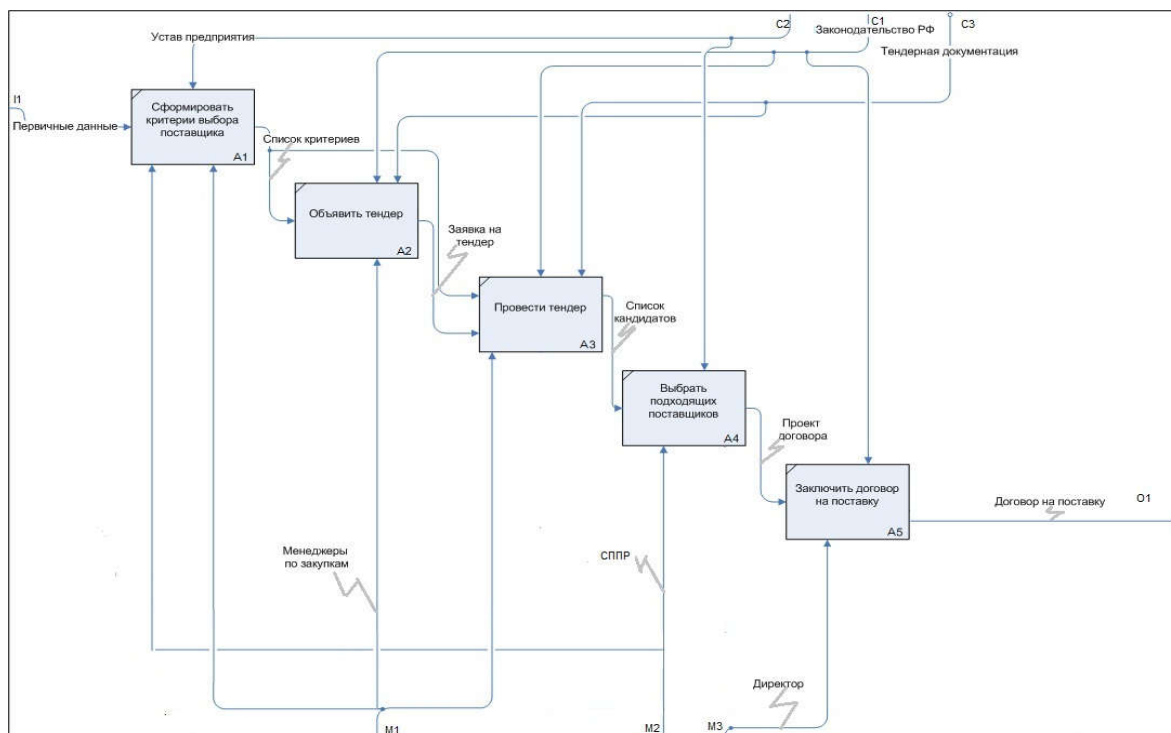 C2
C1
C3
Устав предприятия
Законодательство РФ
Тендерная документация
I1
Первичные данные
Сформировать
критерии выбора
поставщика
A1
Список критериев
Объявить тендер
A2
Заявка на
тендер
Провести тендер
A3
Список
кандидатов
Выбрать
подходящих
поставщиков
A4
Проект
договора
Заключить договор
на поставку
A5
Договор на поставку
O1
Менеджеры
по закупкам
СППР
Директор
M1
M2
M3